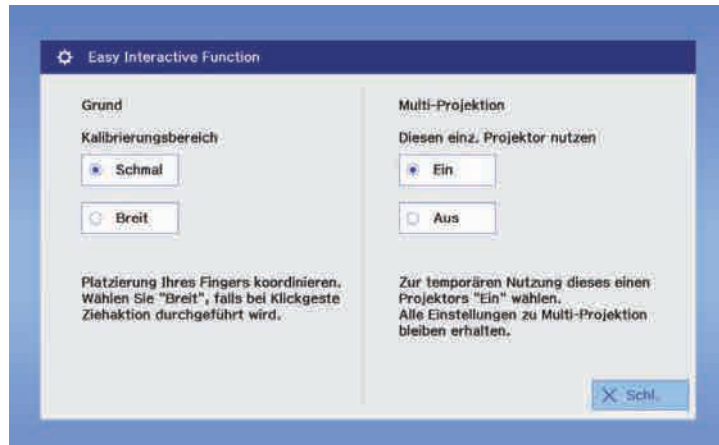 Easy Interactive Function
Grund
Kalibrierungsbereich
Schmal
Breit
Platzierung Ihres Fingers koordinieren.
Wählen Sie "Breit", falls bei Klickgeste
Ziehaktion durchgeführt wird.
Multi-Projektion
Diesen einz. Projektor nutzen
Ein
Aus
Zur temporären Nutzung dieses einen
Projektors "Ein" wählen.
Alle Einstellungen zu Multi-Projektion
bleiben erhalten.
Schl.